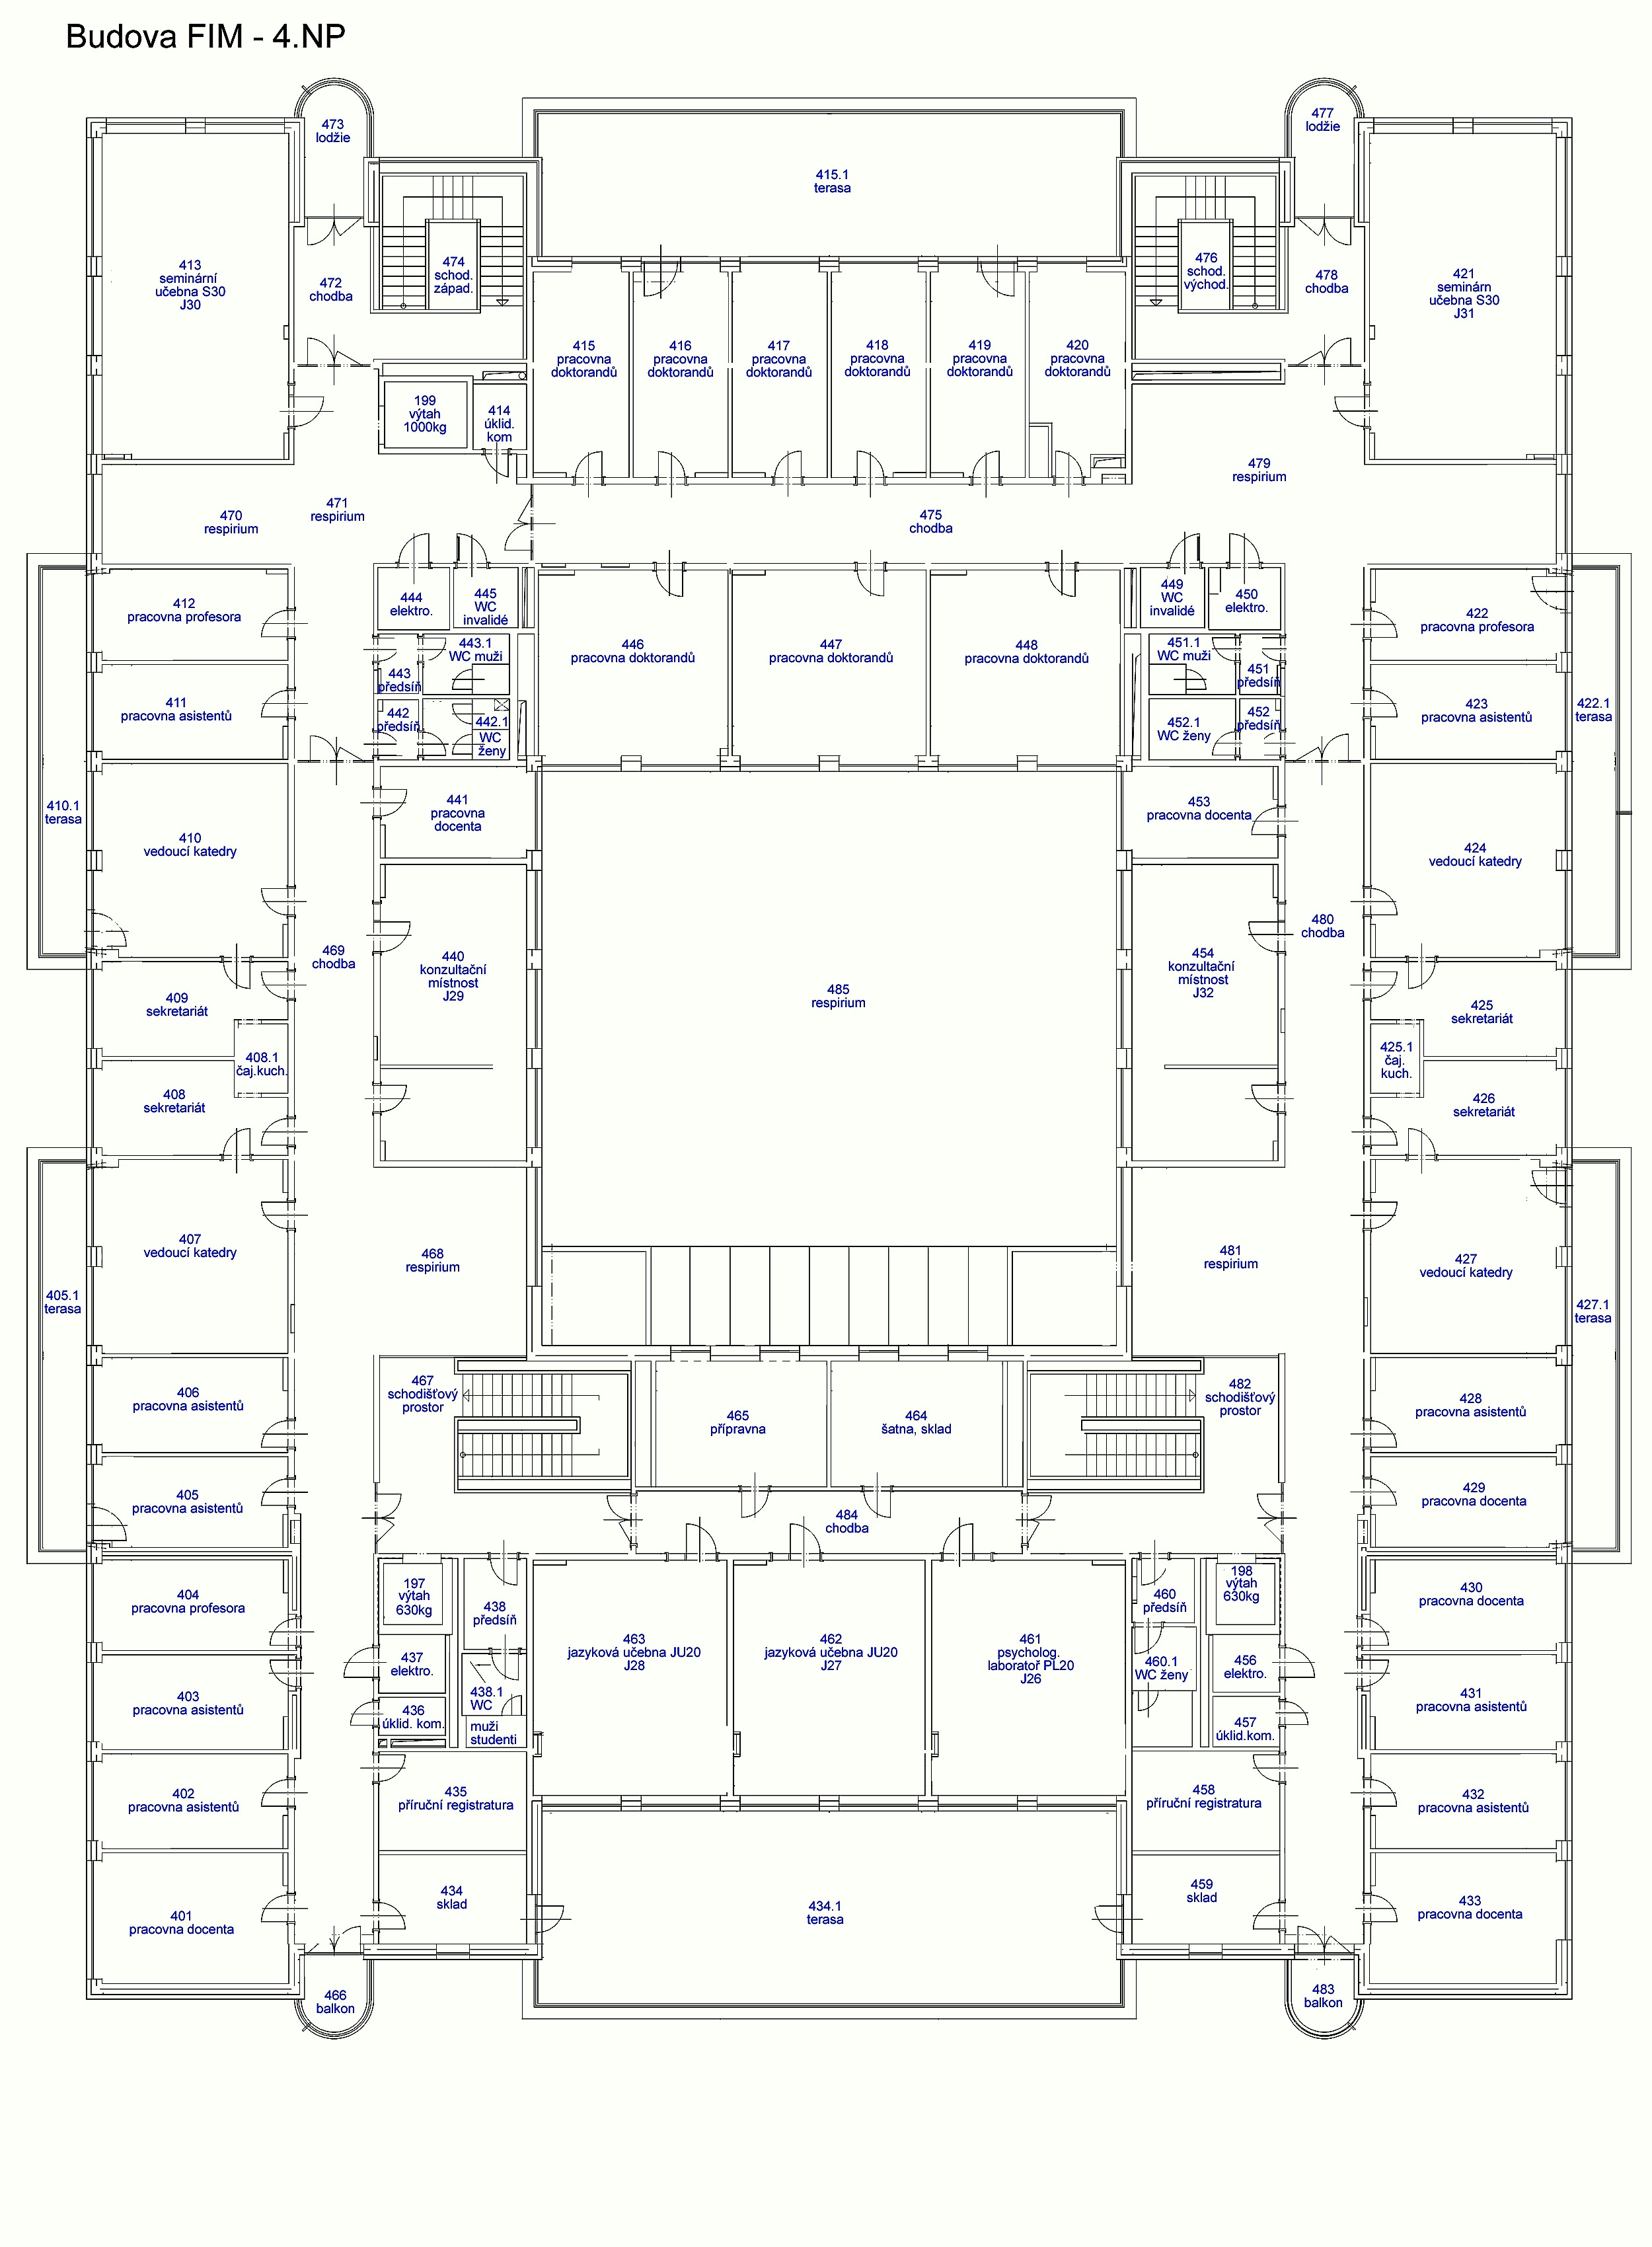 Budova FIM - 4.NP
473
lodžie
477
lodžie
415.1
terasa
413
seminární
učebna S30
J30
472
chodba
474
schod.
západ.
476
schod.
východ.
478
chodba
421
seminárn
učebna S30
J31
415
pracovna
doktorandů
416
pracovna
doktorandů
417
pracovna
doktorandů
418
pracovna
doktorandů
419
pracovna
doktorandů
420
pracovna
doktorandů
199
výtah
1000kg
414
úklid.
kom
470
respirium
471
respirium
475
chodba
479
respirium
412
pracovna profesora
444
elektro.
445
WC
invalidé
449
WC
invalidé
450
elektro.
422
pracovna profesora
443.1
WC muži
443
předsíň
446
pracovna doktorandů
447
pracovna doktorandů
448
pracovna doktorandů
451.1
WC muži
451
předsíň
411
pracovna asistentů
442
předsíň
442.1
WC
ženy
452.1
WC ženy
452
předsíň
423
pracovna asistentů
422.1
terasa
410.1
terasa
410
vedoucí katedry
441
pracovna
docenta
453
pracovna docenta
424
vedoucí katedry
469
chodba
440
konzultační
místnost
J29
485
respirium
454
konzultační
místnost
J32
480
chodba
409
sekretariát
408.1
čaj.kuch.
408
sekretariát
425
sekretariát
425.1
čaj.
kuch.
426
sekretariát
405.1
terasa
407
vedoucí katedry
468
respirium
481
respirium
427
vedoucí katedry
427.1
terasa
406
pracovna asistentů
467
schodišťový
prostor
465
přípravna
464
šatna, sklad
482
schodišťový
prostor
428
pracovna asistentů
405
pracovna asistentů
484
chodba
429
pracovna docenta
404
pracovna profesora
197
výtah
630kg
438
předsíň
463
jazyková učebna JU20
J28
462
jazyková učebna JU20
J27
461
psycholog.
laboratoř PL20
J26
460
předsíň
198
výtah
630kg
430
pracovna docenta
437
elektro.
438.1
WC
muži
studenti
460.1
WC ženy
456
elektro.
403
pracovna asistentů
436
úklid. kom.
457
úklid.kom.
431
pracovna asistentů
402
pracovna asistentů
435
příruční registratura
458
příruční registratura
432
pracovna asistentů
401
pracovna docenta
434
sklad
434.1
terasa
459
sklad
433
pracovna docenta
466
balkon
483
balkon